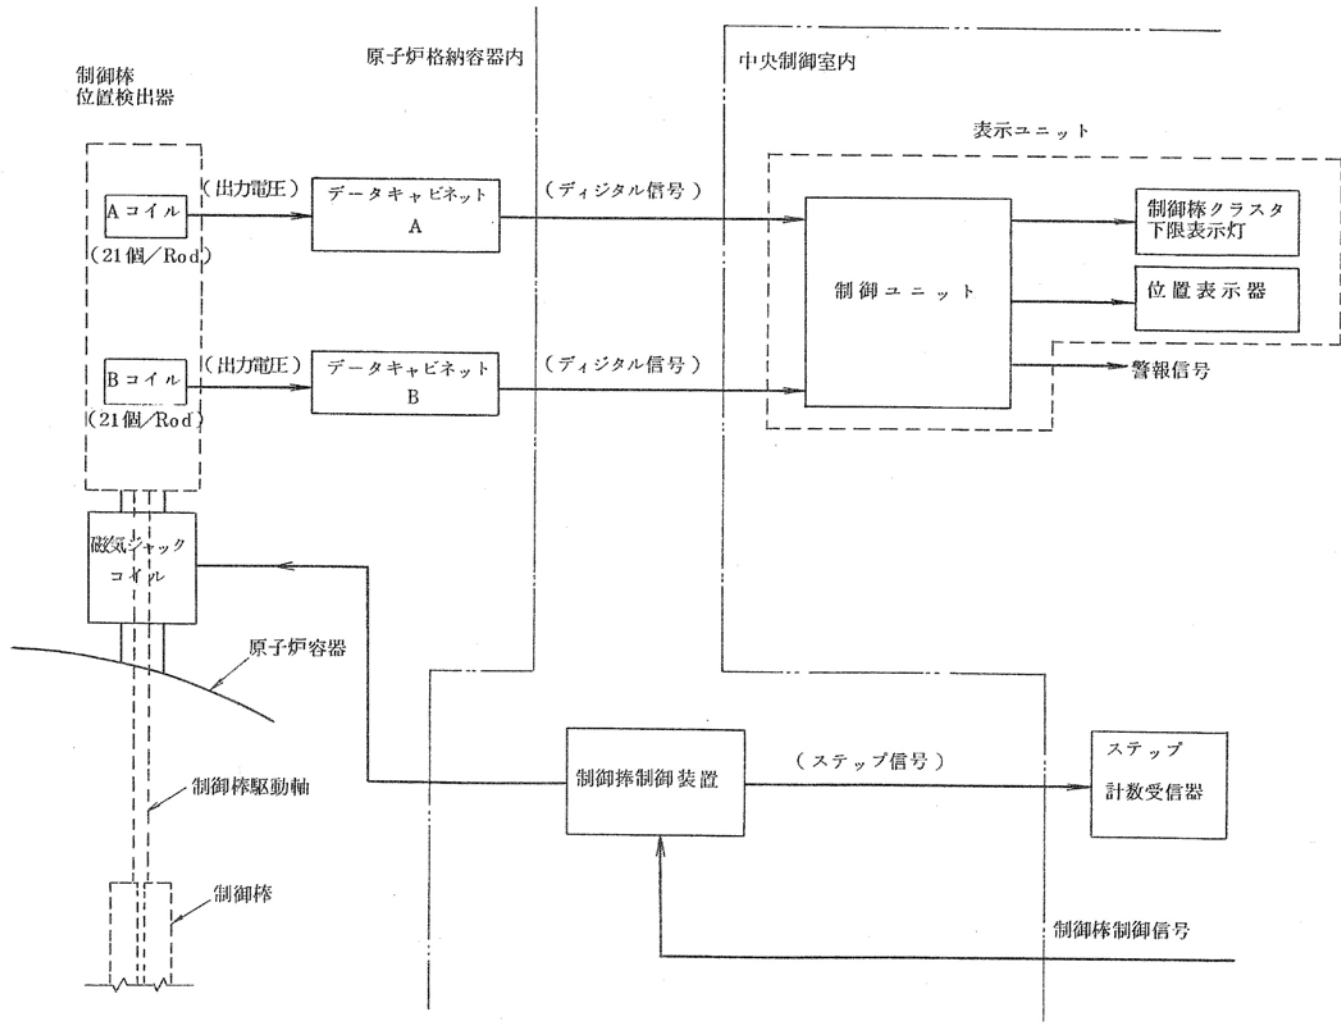 原子炉格納容器内
中央制御室内
制御棒
位置検出器
表示ユニット
(出力電圧)
データキャビネット
A
(ディジタル信号)
Aコイル
(21個/Rod)
制御棒クラスタ
下限表示灯
制御ユニット
位置表示器
(出力電圧)
データキャビネット
B
(ディジタル信号)
Bコイル
(21個/Rod)
警報信号
磁気ジャック
コイル
原子炉容器
制御棒駆動軸
制御棒制御装置
(ステップ信号)
ステップ
計数受信器
制御棒
制御棒制御信号